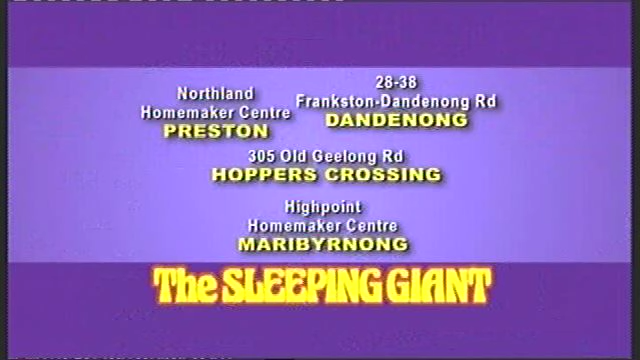 Northland
Homemaker Centre
PRESTON
28-38
Frankston-Dandenong Rd
DANDENONG
305 Old Geelong Rd
HOPPERS CROSSING
Highpoint
Homemaker Centre
MARIBYRNONG
The SLEEPING GIANT